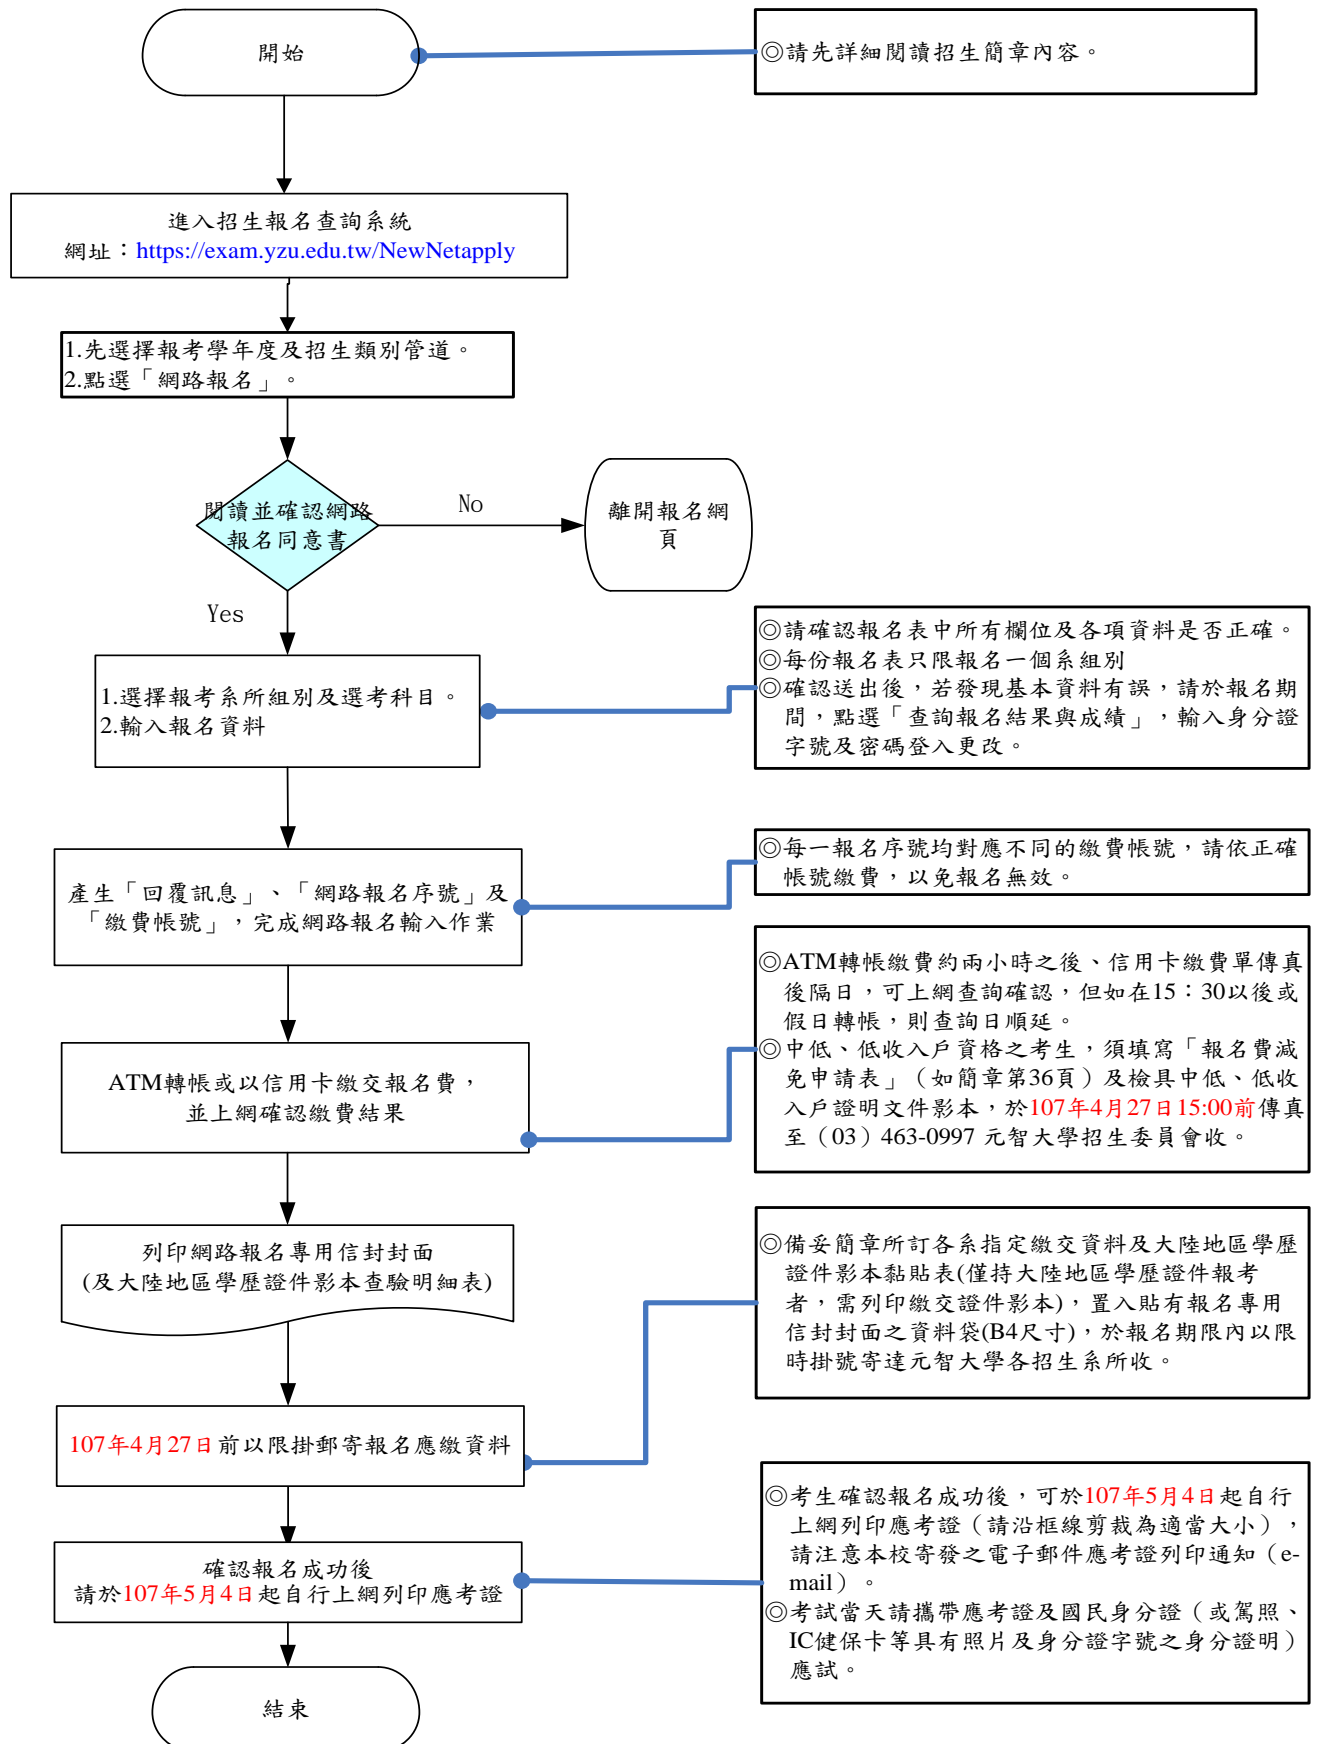 開始
◎請先詳細閱讀招生簡章內容。
進入招生報名查詢系統
網址：https://exam.yzu.edu.tw/NewNetapply
1.先選擇報考學年度及招生類別管道。
2.點選「網路報名」。
閱讀並確認網路
報名同意書
No
離開報名網
頁
Yes
1.選擇報考系所組別及選考科目。
2.輸入報名資料
◎請確認報名表中所有欄位及各項資料是否正確。
◎每份報名表只限報名一個系組別
◎確認送出後，若發現基本資料有誤，請於報名期
間，點選「查詢報名結果與成績」，輸入身分證
字號及密碼登入更改。
產生「回覆訊息」、「網路報名序號」及
「繳費帳號」，完成網路報名輸入作業
◎每一報名序號均對應不同的繳費帳號，請依正確
帳號繳費，以免報名無效。
ATM轉帳或以信用卡繳交報名費，
並上網確認繳費結果
◎ATM轉帳繳費約兩小時之後、信用卡繳費單傳真
後隔日，可上網查詢確認，但如在15：30以後或
假日轉帳，則查詢日順延。
◎中低、低收入戶資格之考生，須填寫「報名費減
免申請表」（如簡章第36頁）及檢具中低、低收
入戶證明文件影本，於107年4月27日15:00前傳真
至（03）463-0997 元智大學招生委員會收。
列印網路報名專用信封封面
(及大陸地區學歷證件影本查驗明細表)
◎備妥簡章所訂各系指定繳交資料及大陸地區學歷
證件影本黏貼表(僅持大陸地區學歷證件報考
者，需列印繳交證件影本)，置入貼有報名專用
信封封面之資料袋(B4尺寸)，於報名期限內以限
時掛號寄達元智大學各招生系所收。
107年4月27日前以限掛郵寄報名應繳資料
確認報名成功後
請於107年5月4日起自行上網列印應考證
◎考生確認報名成功後，可於107年5月4日起自行
上網列印應考證（請沿框線剪裁為適當大小），
請注意本校寄發之電子郵件應考證列印通知（e-
mail）。
◎考試當天請攜帶應考證及國民身分證（或駕照、
IC健保卡等具有照片及身分證字號之身分證明）
應試。
結束